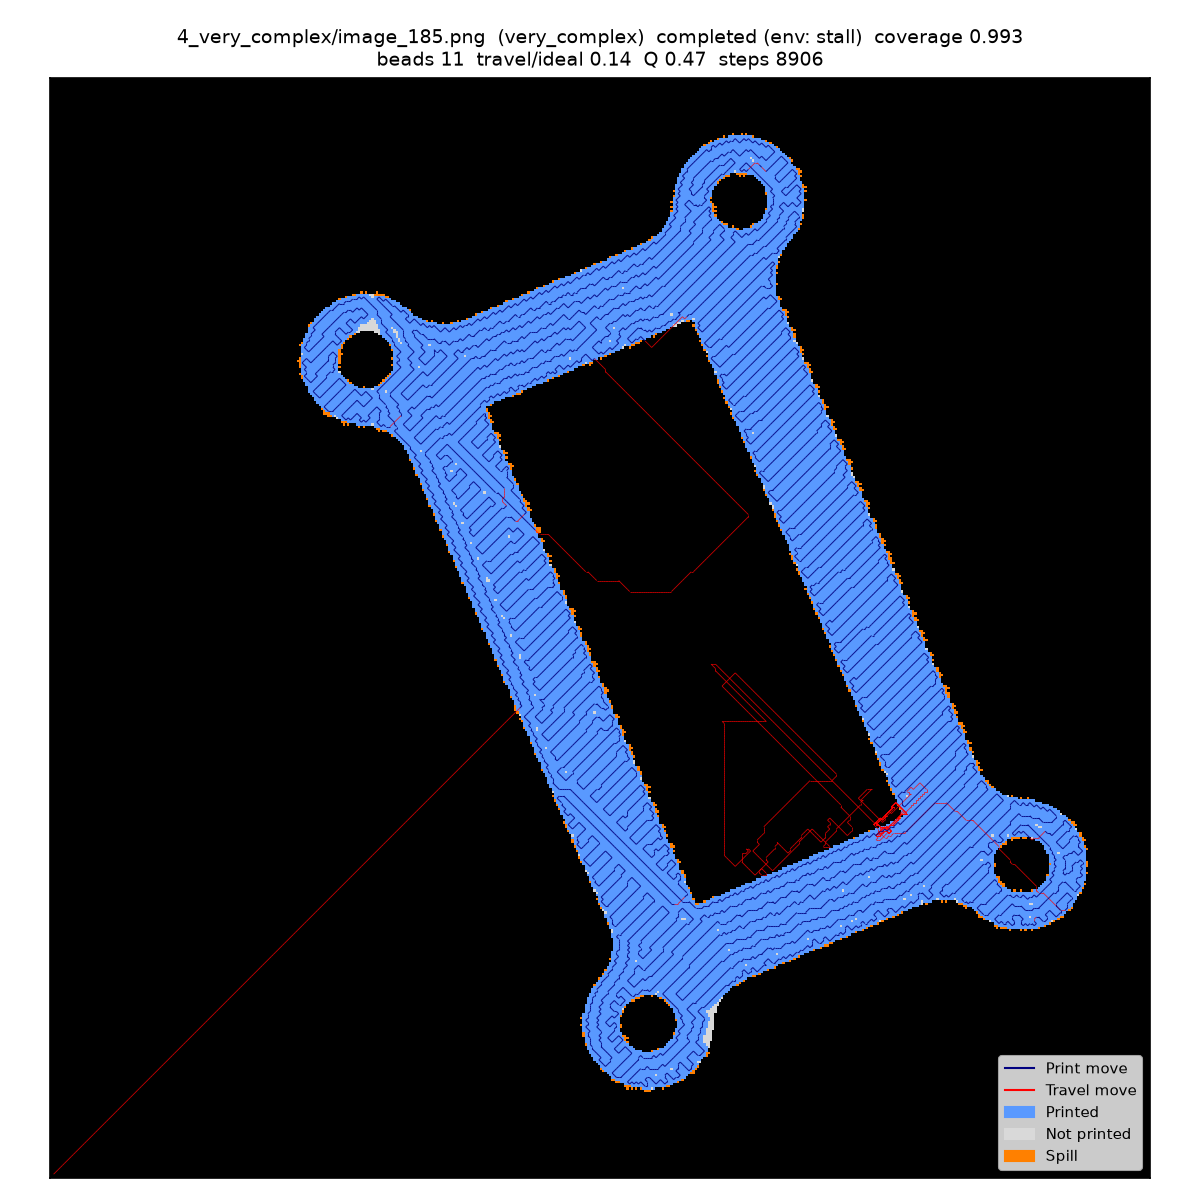 4_very_complex/image_185.png  (very_complex)  completed (env: stall)  coverage 0.993
beads 11  travel/ideal 0.14  Q 0.47  steps 8906
Print move
Travel move
Printed
Not printed
Spill